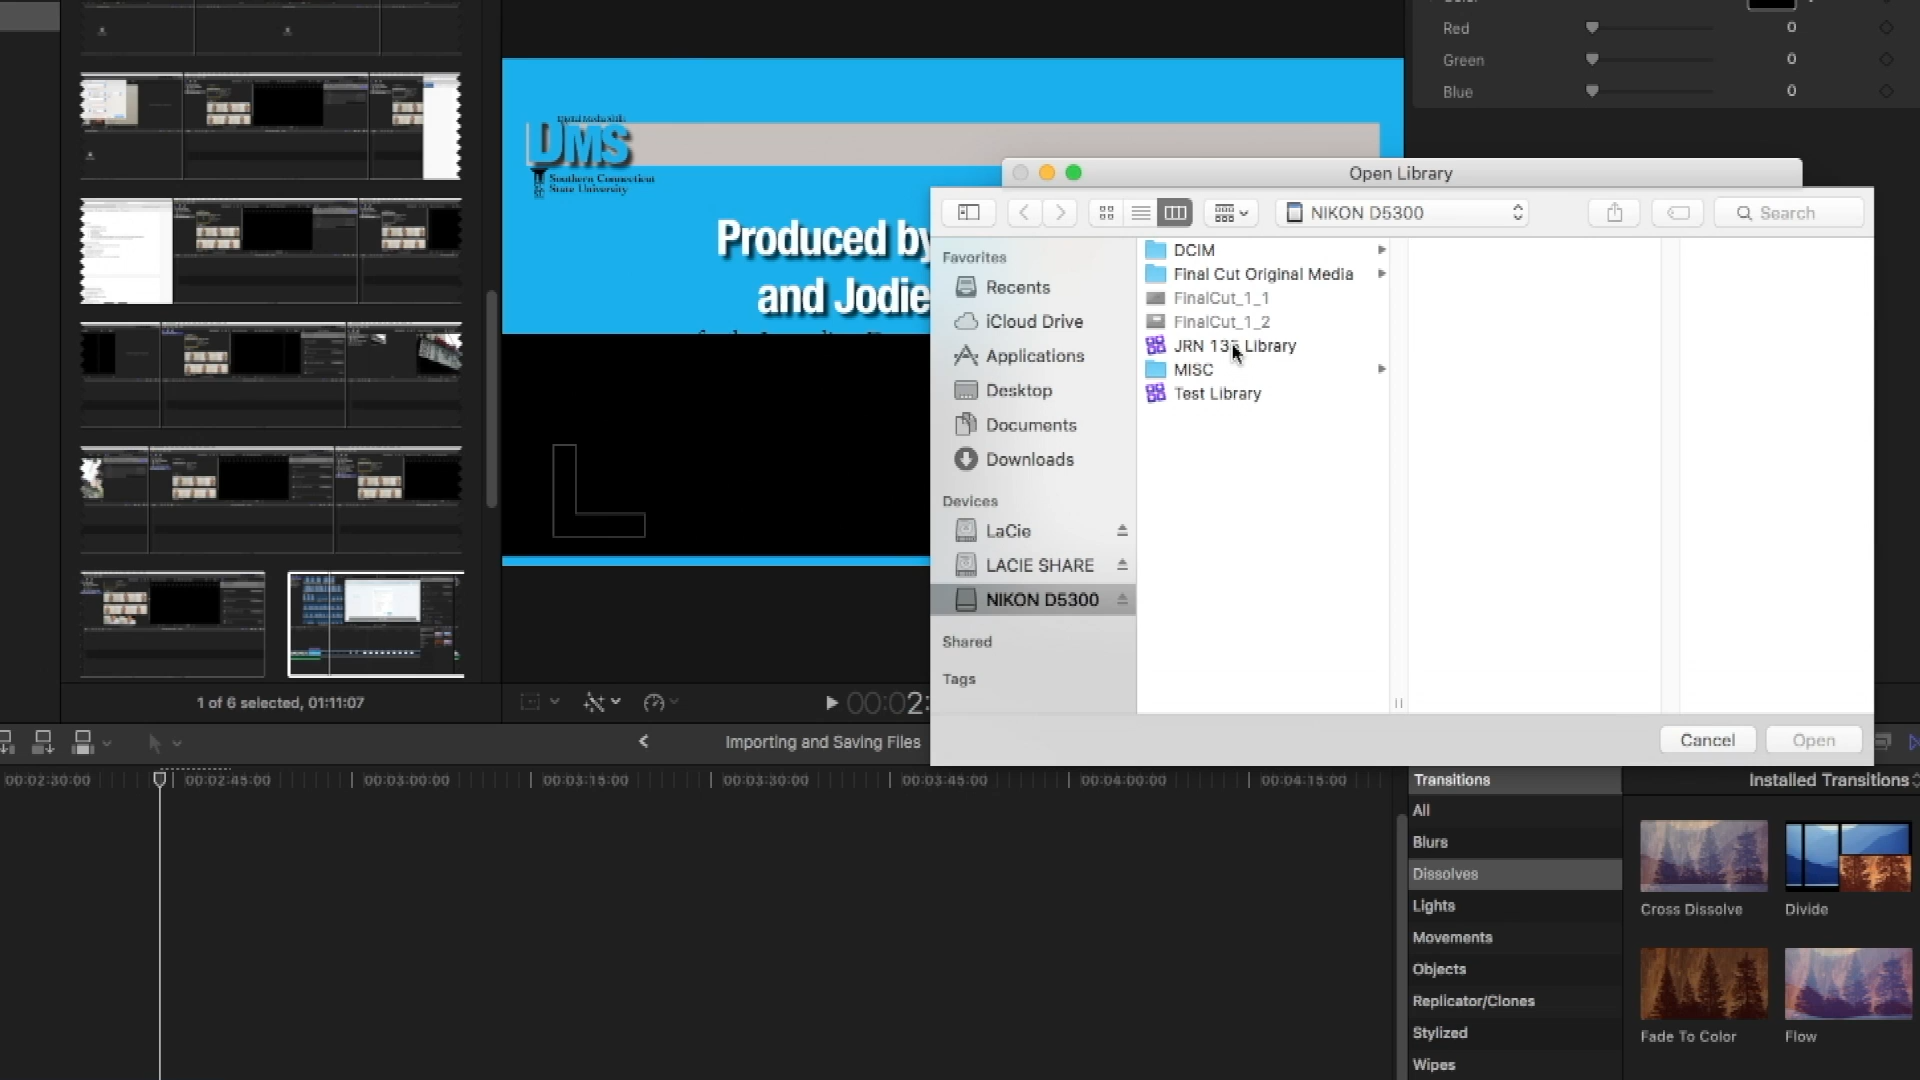 Red
0
Green
0
Blue
0
DMS
Southern Connecticut
State University
Produced by
and Jodie
Open Library
NIKON D5300
Search
Favorites
Recents
iCloud Drive
Applications
Desktop
Documents
Downloads
Devices
LaCie
LACIE SHARE
NIKON D5300
Shared
Tags
DCIM
Final Cut Original Media
FinalCut_1_1
FinalCut_1_2
JRN 135 Library
MISC
Test Library
Cancel
Open
1 of 6 selected, 01:11:07
00:02:
Importing and Saving Files
00:02:30:00
00:02:45:00
00:03:00:00
00:03:15:00
00:03:30:00
00:03:45:00
00:04:00:00
00:04:15:00
Transitions
Installed Transitions
All
Blurs
Dissolves
Lights
Movements
Objects
Replicator/Clones
Stylized
Wipes
Cross Dissolve
Divide
Fade To Color
Flow